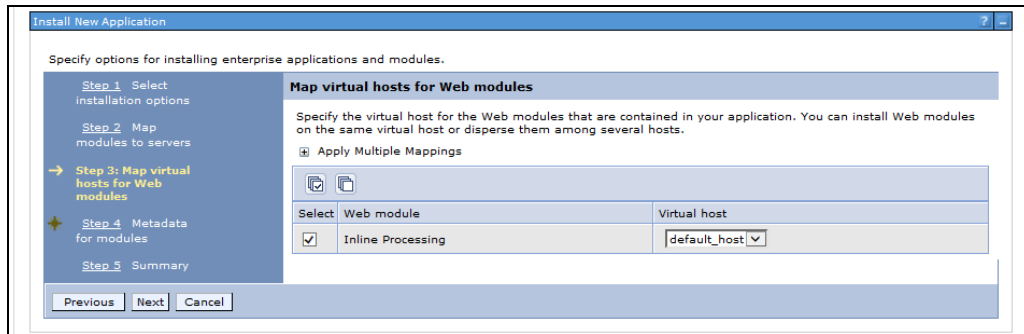 Install New Application ? –
Specify options for installing enterprise applications and modules.
Step 1 Select
installation options
Step 2 Map
modules to servers
Step 3: Map virtual
hosts for Web
modules
Step 4 Metadata
for modules
Step 5 Summary
Map virtual hosts for Web modules
Specify the virtual host for the Web modules that are contained in your application. You can install Web modules
on the same virtual host or disperse them among several hosts.
Apply Multiple Mappings
Select Web module Virtual host
Inline Processing default_host
Previous Next Cancel